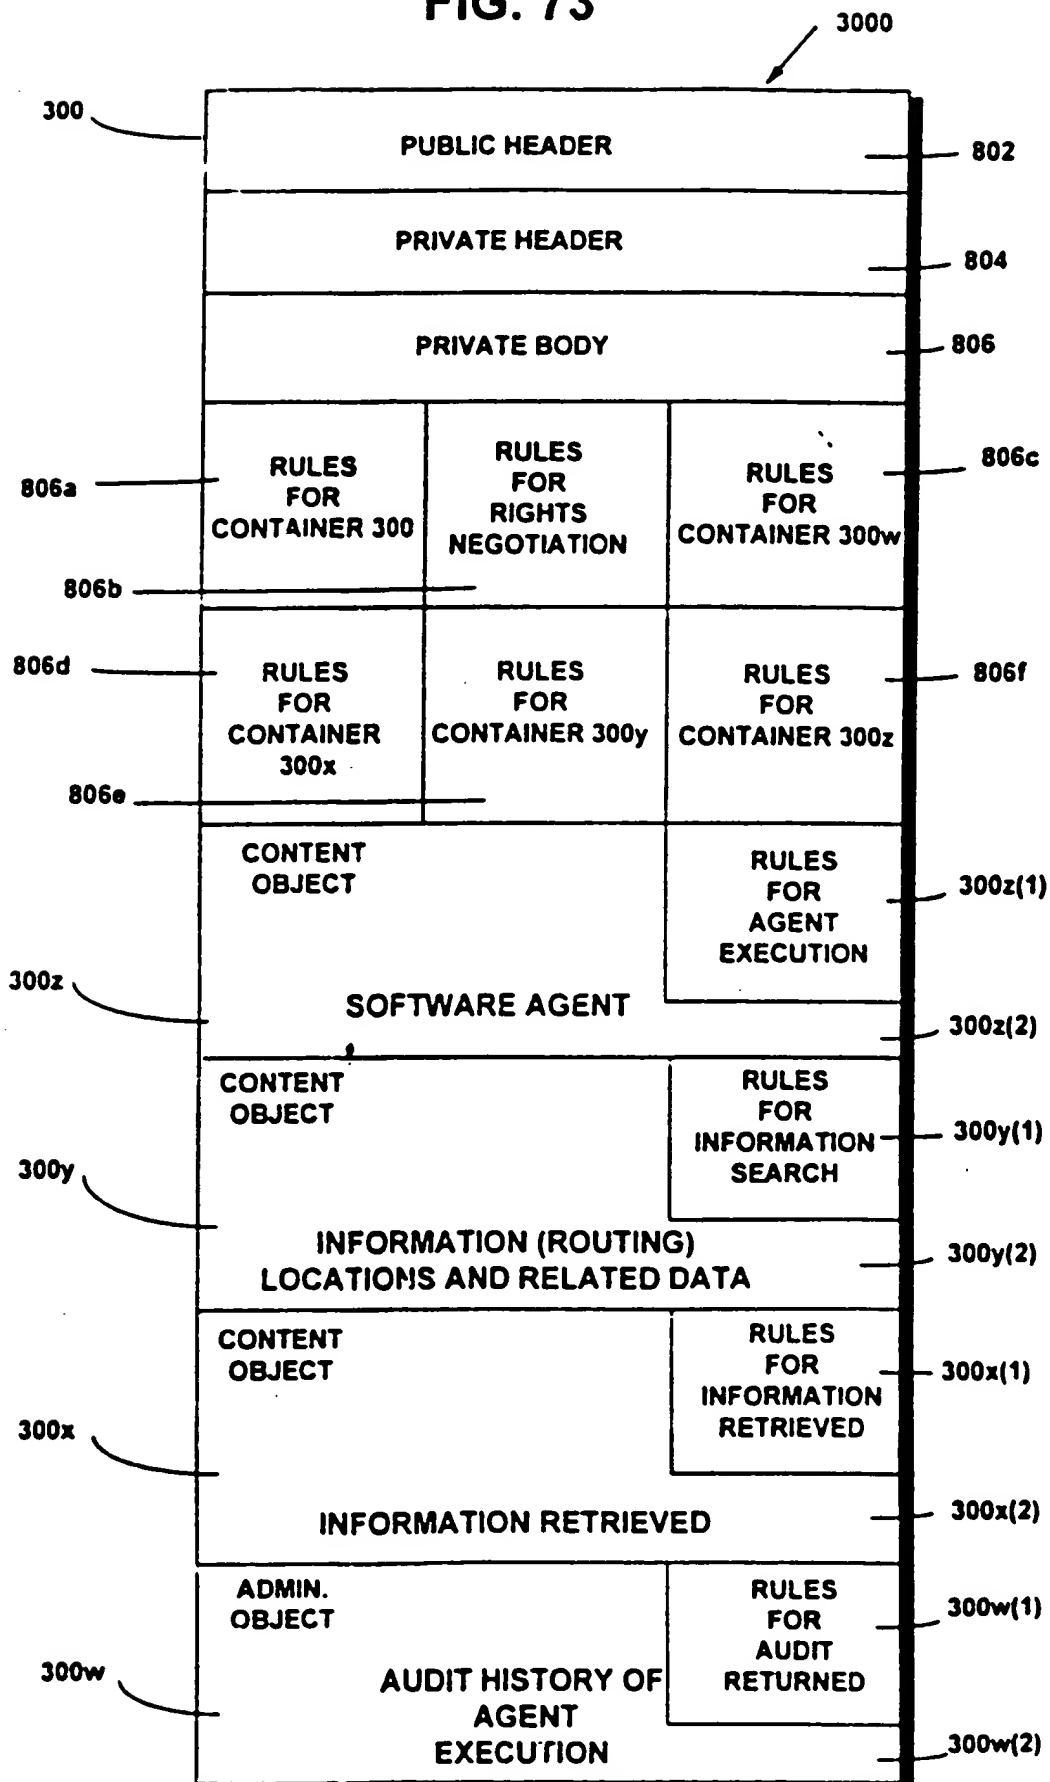 FIG. 73
3000
300
PUBLIC HEADER
802
PRIVATE HEADER
804
PRIVATE BODY
806
806a
RULES
FOR
CONTAINER 300
806b
RULES
FOR
RIGHTS
NEGOTIATION
RULES
FOR
CONTAINER 300w
806c
806d
RULES
FOR
CONTAINER
300x
806e
RULES
FOR
CONTAINER 300y
RULES
FOR
CONTAINER 300z
806f
CONTENT
OBJECT
RULES
FOR
AGENT
EXECUTION
300z(1)
300z
SOFTWARE AGENT
300z(2)
CONTENT
OBJECT
RULES
FOR
INFORMATION
SEARCH
300y(1)
300y
INFORMATION (ROUTING)
LOCATIONS AND RELATED DATA
300y(2)
CONTENT
OBJECT
RULES
FOR
INFORMATION
RETRIEVED
300x(1)
300x
INFORMATION RETRIEVED
300x(2)
ADMIN.
OBJECT
RULES
FOR
AUDIT
RETURNED
300w(1)
300w
AUDIT HISTORY OF
AGENT
EXECUTION
300w(2)